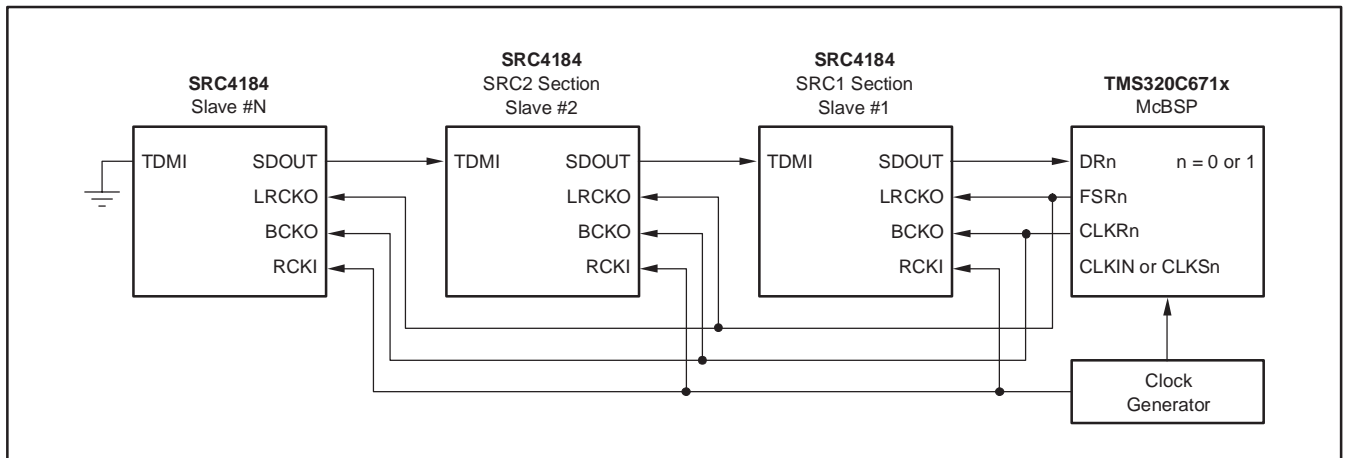 SRC4184
Slave #N
TDMI
SDOUT
LRCKO
BCKO
RCKI
SRC4184
SRC2 Section
Slave #2
TDMI
SDOUT
LRCKO
BCKO
RCKI
SRC4184
SRC1 Section
Slave #1
TDMI
SDOUT
LRCKO
BCKO
RCKI
TMS320C671x
McBSP
DRn
n = 0 or 1
FSRn
CLKRn
CLKIN or CLKSn
Clock
Generator